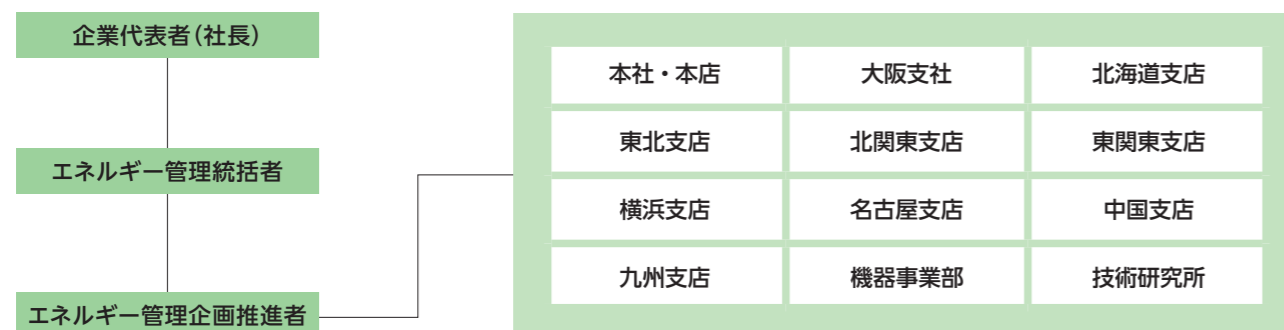 企業代表者(社長)
エネルギー管理統括者
エネルギー管理企画推進者
本社・本店
大阪支社
北海道支店
東北支店
北関東支店
東関東支店
横浜支店
名古屋支店
中国支店
九州支店
機器事業部
技術研究所